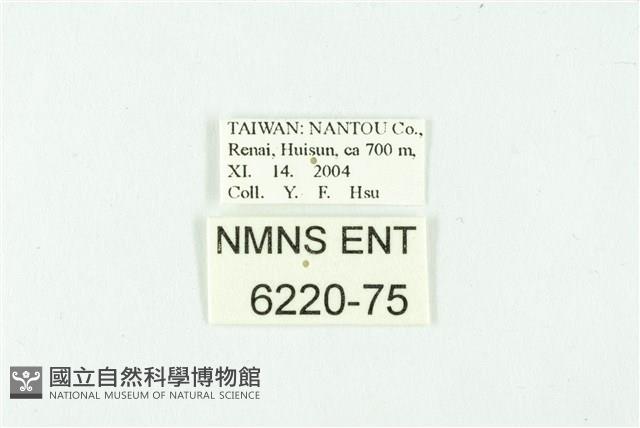 TAIWAN: NANTOU Co.,
Renai, Huisun, ca 700 m,
XI. 14. 2004
Coll. Y. F. Hsu
NMNS ENT
6220-75
國立自然科學博物館
NATIONAL MUSEUM OF NATURAL SCIENCE